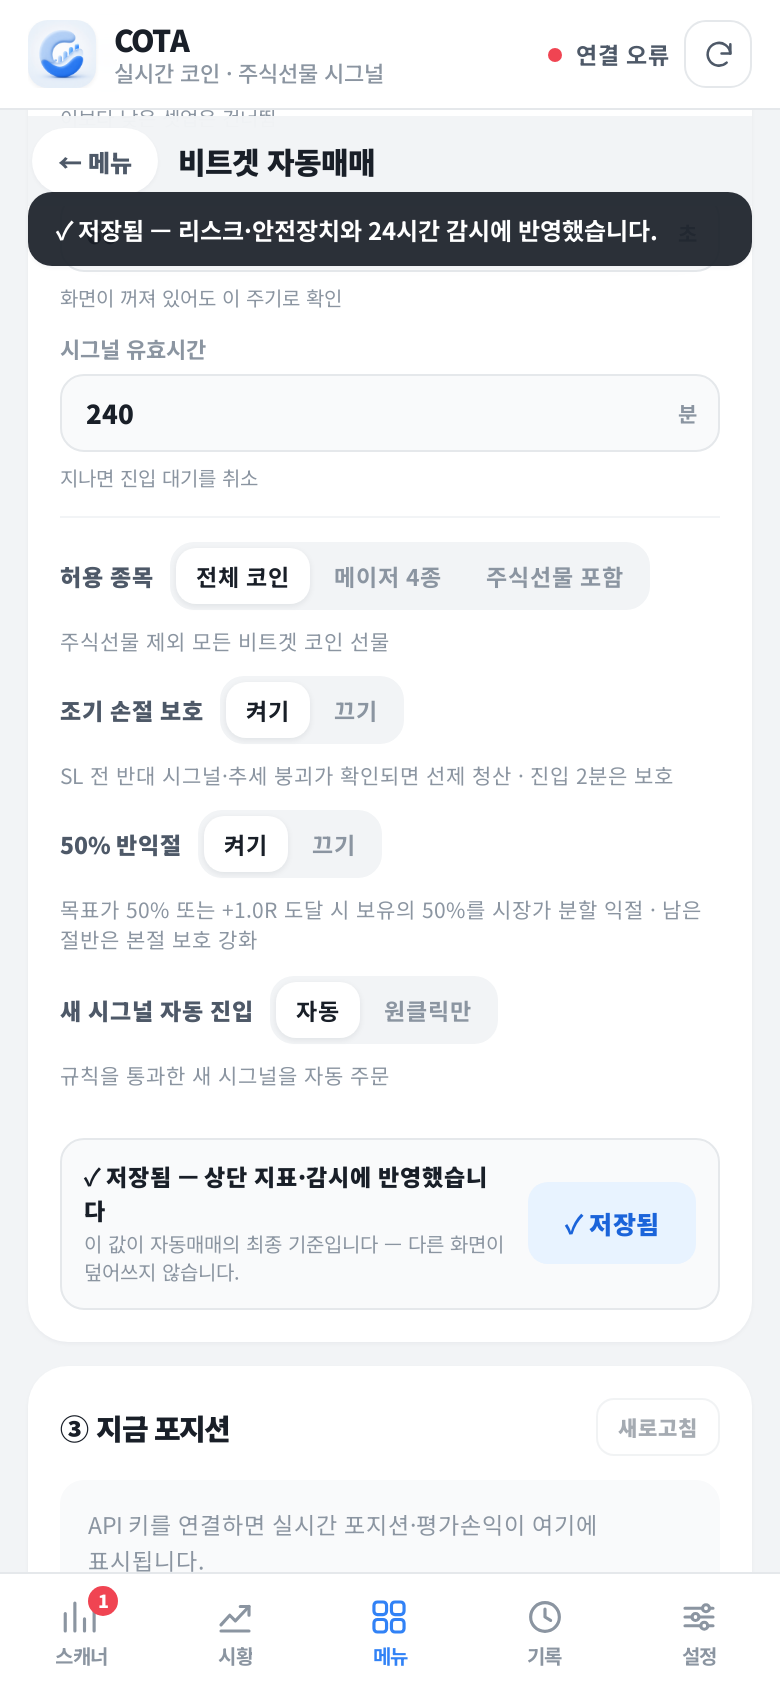 COTA
실시간 코인 · 주식선물 시그널
연결 오류
← 메뉴
비트겟 자동매매
✓ 저장됨 — 리스크·안전장치와 24시간 감시에 반영했습니다.
초
화면이 꺼져 있어도 이 주기로 확인
시그널 유효시간
240
분
지나면 진입 대기를 취소
허용 종목
전체 코인
메이저 4종
주식선물 포함
주식선물 제외 모든 비트겟 코인 선물
조기 손절 보호
켜기
끄기
SL 전 반대 시그널·추세 붕괴가 확인되면 선제 청산 · 진입 2분은 보호
50% 반익절
켜기
끄기
목표가 50% 또는 +1.0R 도달 시 보유의 50%를 시장가 분할 익절 · 남은
절반은 본절 보호 강화
새 시그널 자동 진입
자동
원클릭만
규칙을 통과한 새 시그널을 자동 주문
✓ 저장됨 — 상단 지표·감시에 반영했습니
다
이 값이 자동매매의 최종 기준입니다 — 다른 화면이
덮어쓰지 않습니다.
✓ 저장됨
③ 지금 포지션
새로고침
API 키를 연결하면 실시간 포지션·평가손익이 여기에
표시됩니다.
1
스캐너
시황
메뉴
기록
설정